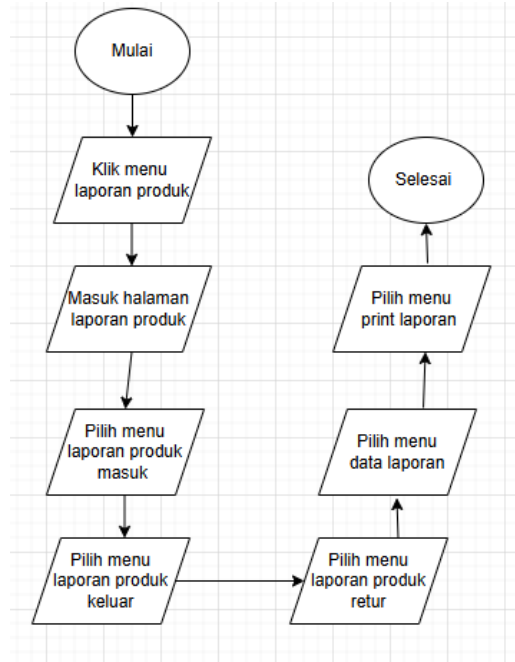 Mulai
Klik menu
laporan produk
Masuk halaman
laporan produk
Pilih menu
laporan produk
masuk
Pilih menu
laporan produk
keluar
Pilih menu
laporan produk
retur
Pilih menu
data laporan
Pilih menu
print laporan
Selesai